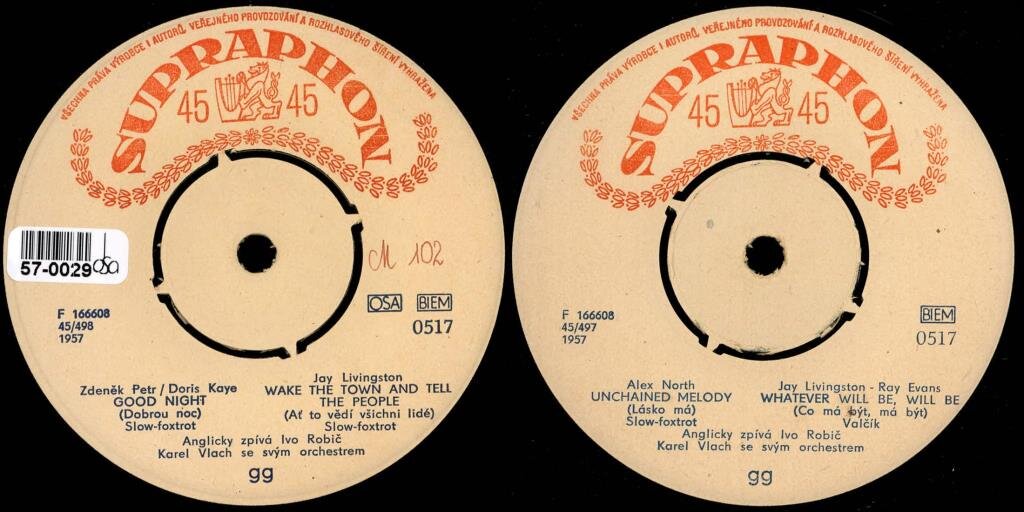 VŠECHNA PRÁVA VÝROBCE I AUTORŮ, VEŘEJNÉHO PROVOZOVÁNÍ A ROZHLASOVÉHO ŠÍŘENÍ VYHRAŽENA
SUPRAPHON
45 45
57-0029
osa
M 102
OSA BIEM
0517
F 166608
45/498
1957
Zdeněk Petr / Doris Kaye
GOOD NIGHT
(Dobrou noc)
Slow-foxtrot
Jay Livingston
WAKE THE TOWN AND TELL
THE PEOPLE
(Ať to vědí všichni lidé)
Slow-foxtrot
Anglicky zpívá Ivo Robič
Karel Vlach se svým orchestrem
gg
VŠECHNA PRÁVA VÝROBCE I AUTORŮ, VEŘEJNÉHO PROVOZOVÁNÍ A ROZHLASOVÉHO ŠÍŘENÍ VYHRAŽENA
SUPRAPHON
45 45
BIEM
0517
F 166608
45/497
1957
Alex North
UNCHAINED MELODY
(Lásko má)
Slow-foxtrot
Jay Livingston - Ray Evans
WHATEVER WILL BE, WILL BE
(Co má být, má být)
Valčík
Anglicky zpívá Ivo Robič
Karel Vlach se svým orchestrem
gg